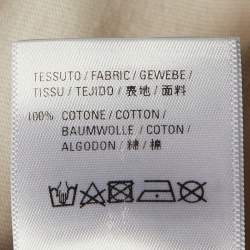 TESSUTO / FABRIC / GEWEBE /
TISSU / TEJIDO / 表地 / 面料
100% COTONE / COTTON /
BAUMWOLLE / COTON /
ALGODON / 綿 / 棉